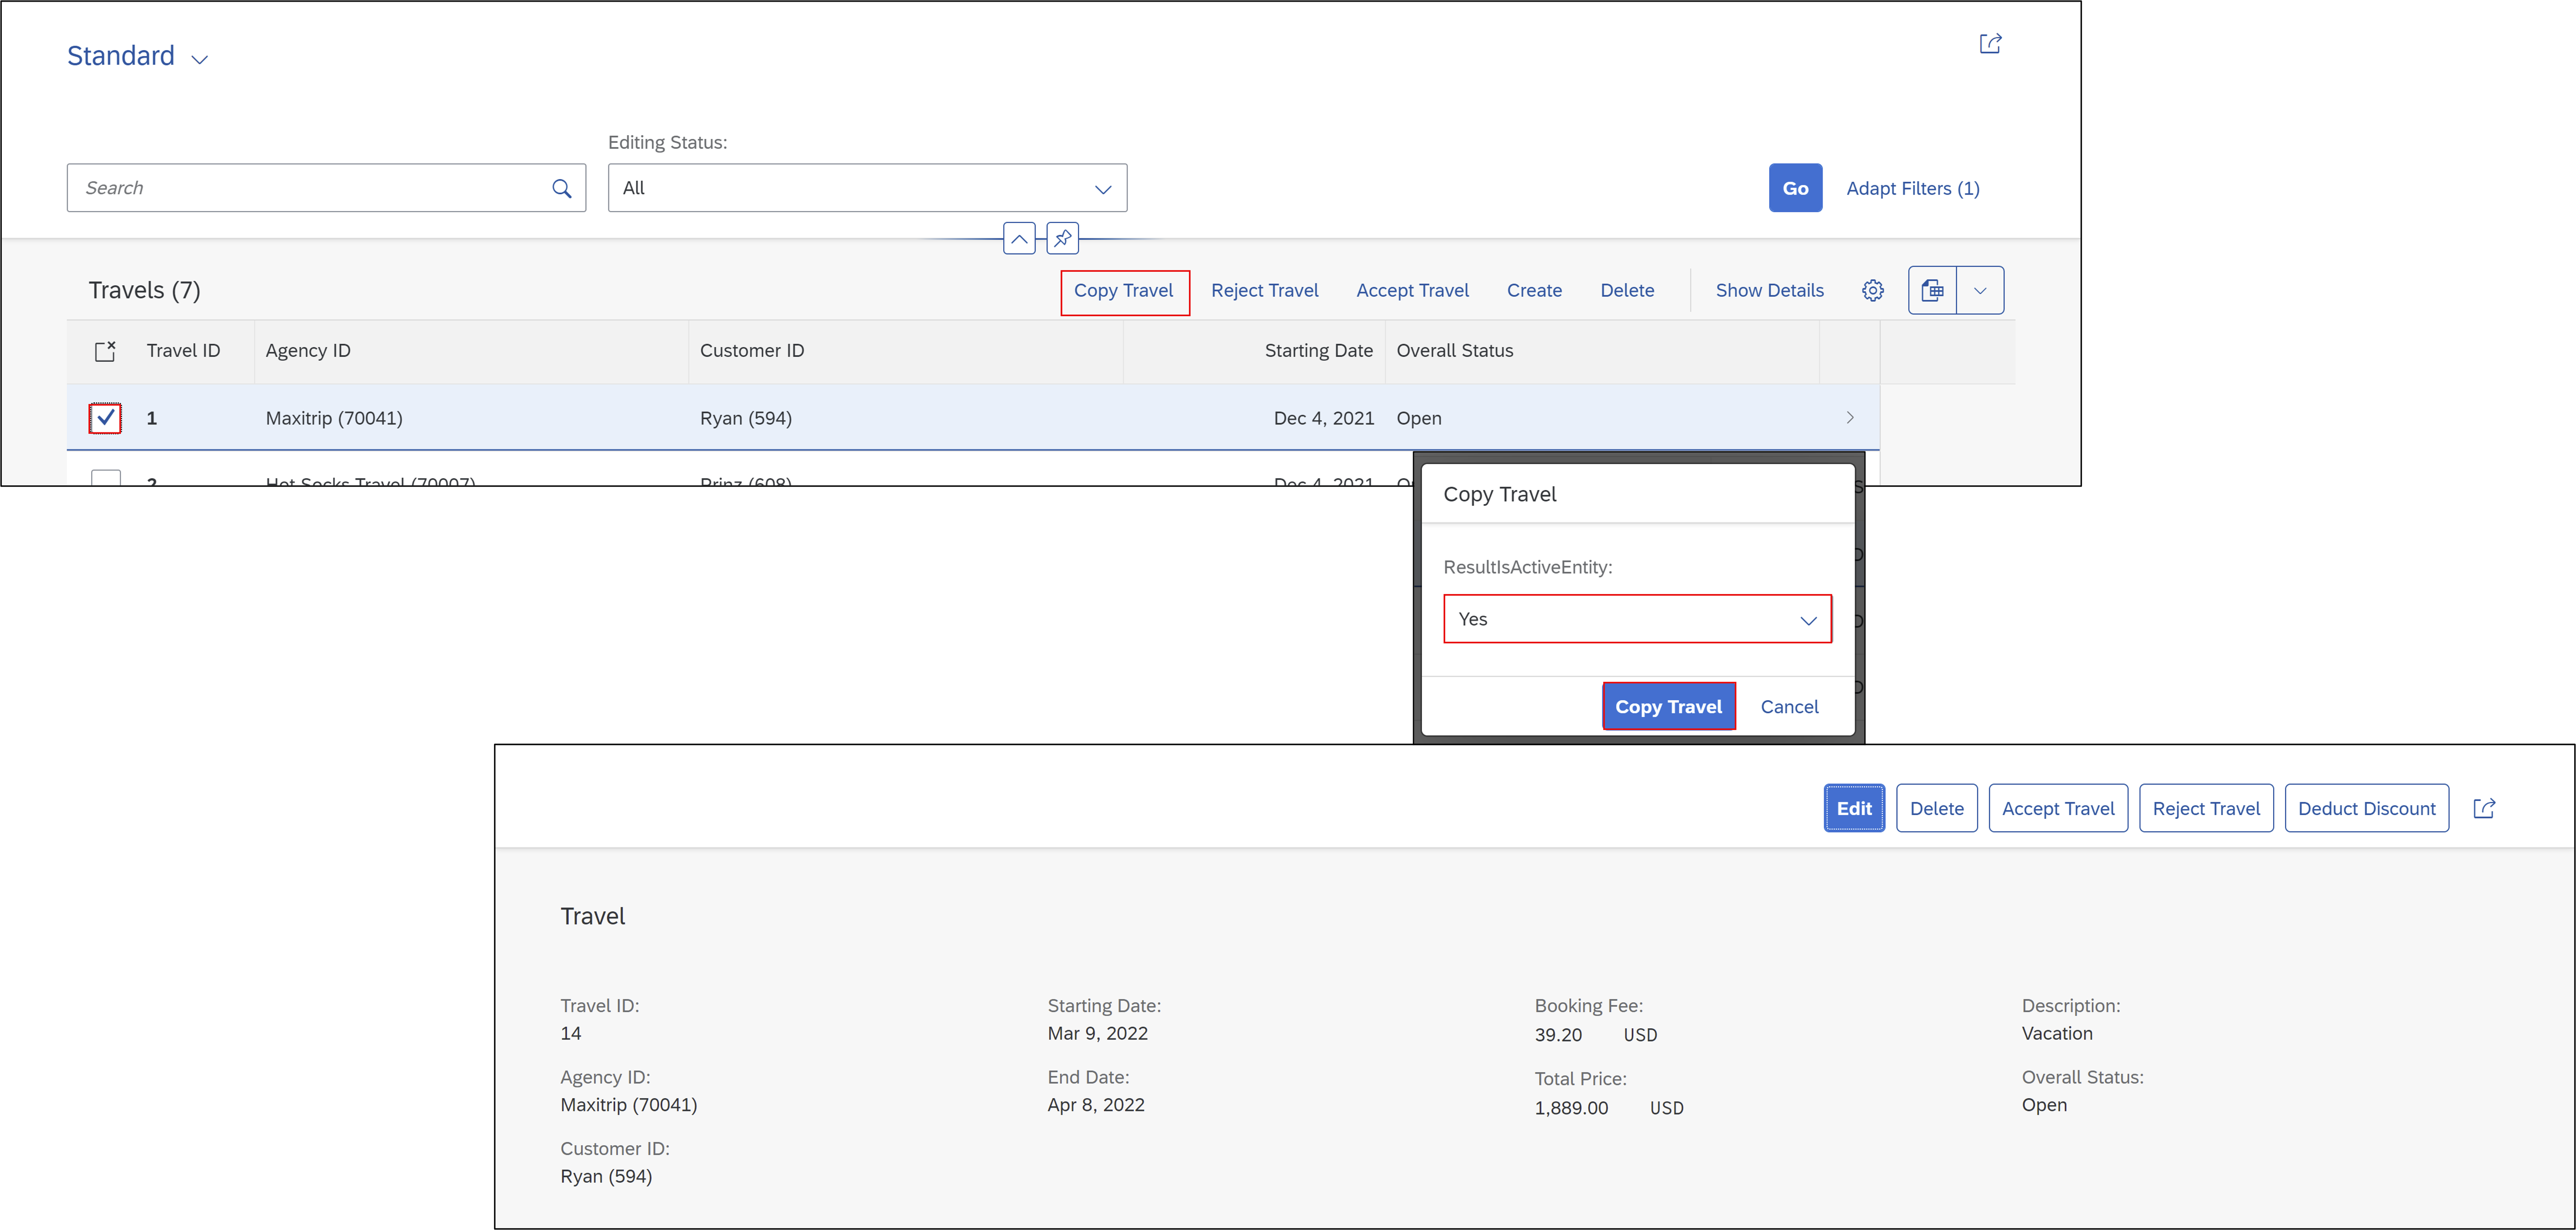 Standard
Editing Status:
Search
All
Go
Adapt Filters (1)
Travels (7)
Copy Travel
Reject Travel
Accept Travel
Create
Delete
Show Details
Travel ID
Agency ID
Customer ID
Starting Date
Overall Status
1
Maxitrip (70041)
Ryan (594)
Dec 4, 2021
Open
2
Hot Socks Travel (70007)
Prinz (608)
Dec 4, 2021
Copy Travel
ResultIsActiveEntity:
Yes
Copy Travel
Cancel
Edit
Delete
Accept Travel
Reject Travel
Deduct Discount
Travel
Travel ID:
14
Agency ID:
Maxitrip (70041)
Customer ID:
Ryan (594)
Starting Date:
Mar 9, 2022
End Date:
Apr 8, 2022
Booking Fee:
39.20 USD
Total Price:
1,889.00 USD
Description:
Vacation
Overall Status:
Open